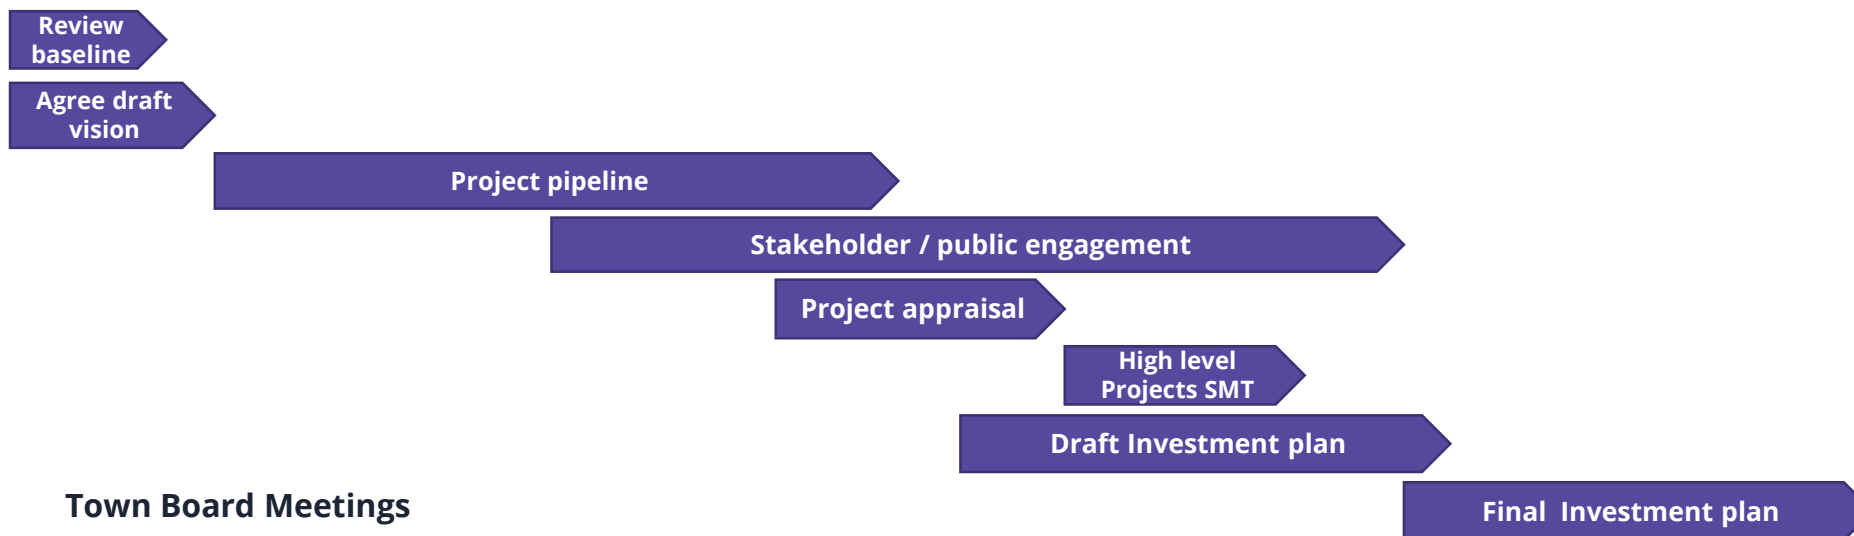 Review
baseline
Agree draft
vision
Project pipeline
Stakeholder / public engagement
Project appraisal
High level
Projects SMT
Draft Investment plan
Town Board Meetings
Final  Investment plan